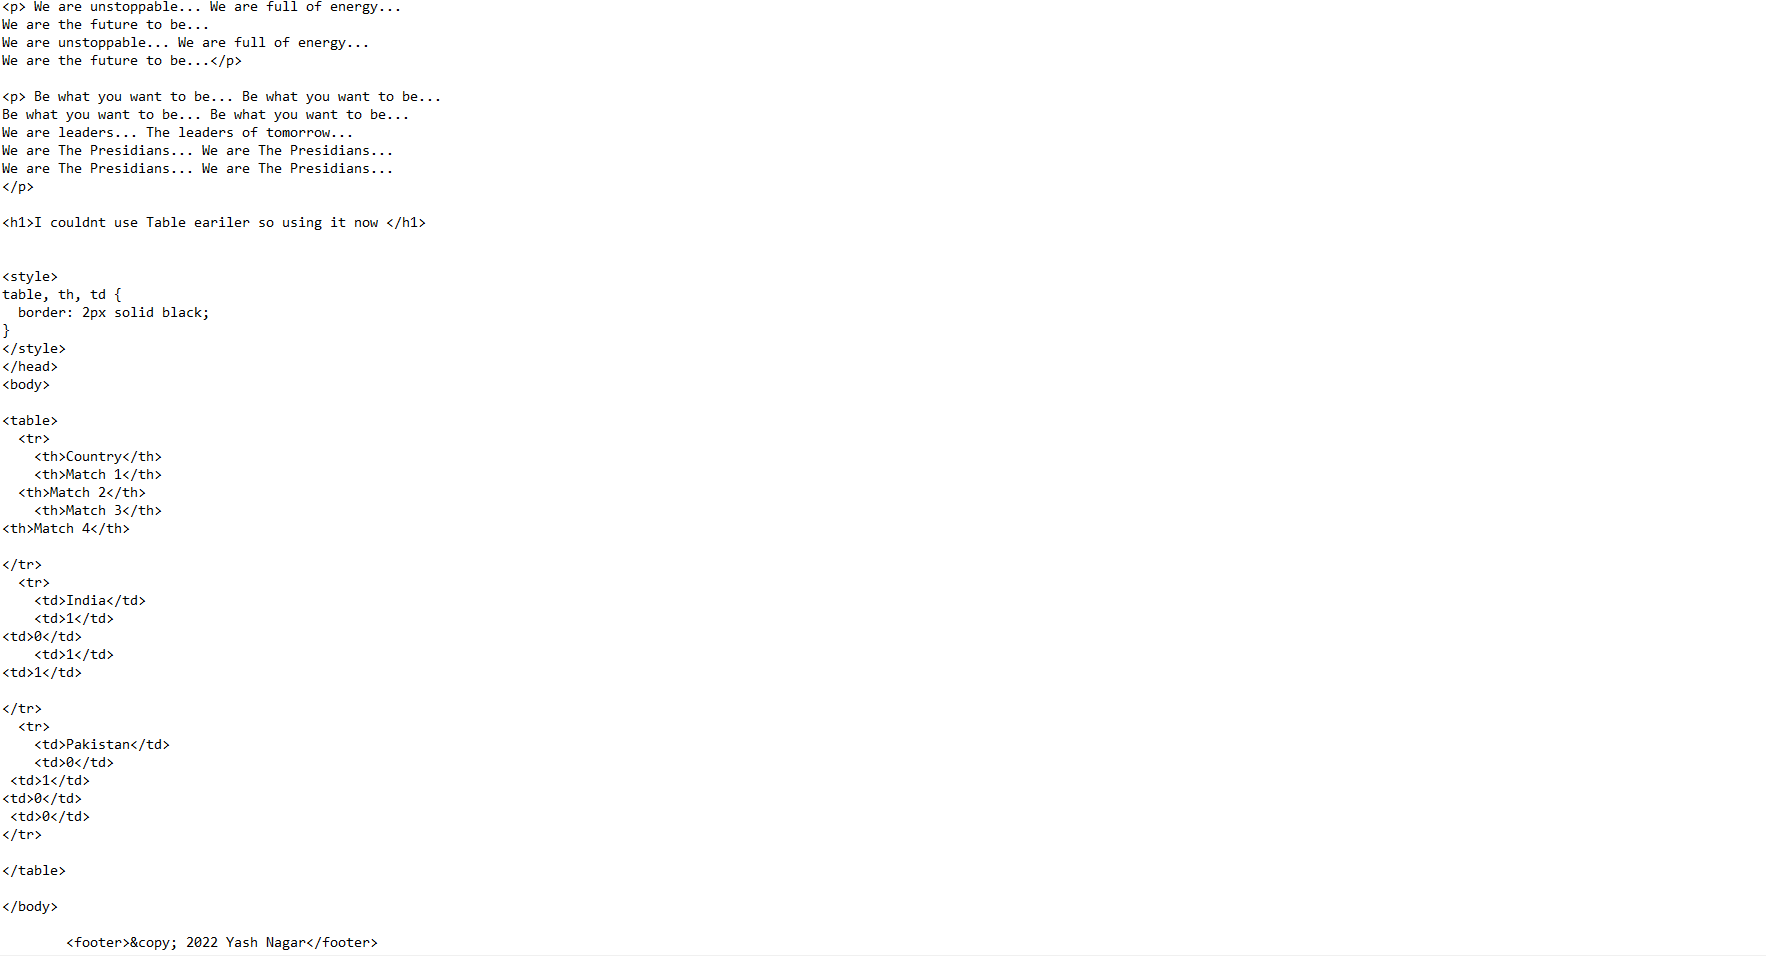 <p> We are unstoppable... We are full of energy...
We are the future to be...
We are unstoppable... We are full of energy...
We are the future to be...</p>
<p> Be what you want to be... Be what you want to be...
Be what you want to be... Be what you want to be...
We are leaders... The leaders of tomorrow...
We are The Presidians... We are The Presidians...
We are The Presidians... We are The Presidians...
</p>
<h1>I couldnt use Table eariler so using it now </h1>
<style>
table, th, td {
  border: 2px solid black;
}
</style>
</head>
<body>
<table>
  <tr>
    <th>Country</th>
    <th>Match 1</th>
  <th>Match 2</th>
    <th>Match 3</th>
<th>Match 4</th>
</tr>
  <tr>
    <td>India</td>
    <td>1</td>
<td>0</td>
    <td>1</td>
<td>1</td>
</tr>
  <tr>
    <td>Pakistan</td>
    <td>0</td>
 <td>1</td>
<td>0</td>
 <td>0</td>
</tr>
</table>
</body>
        <footer>&copy; 2022 Yash Nagar</footer>